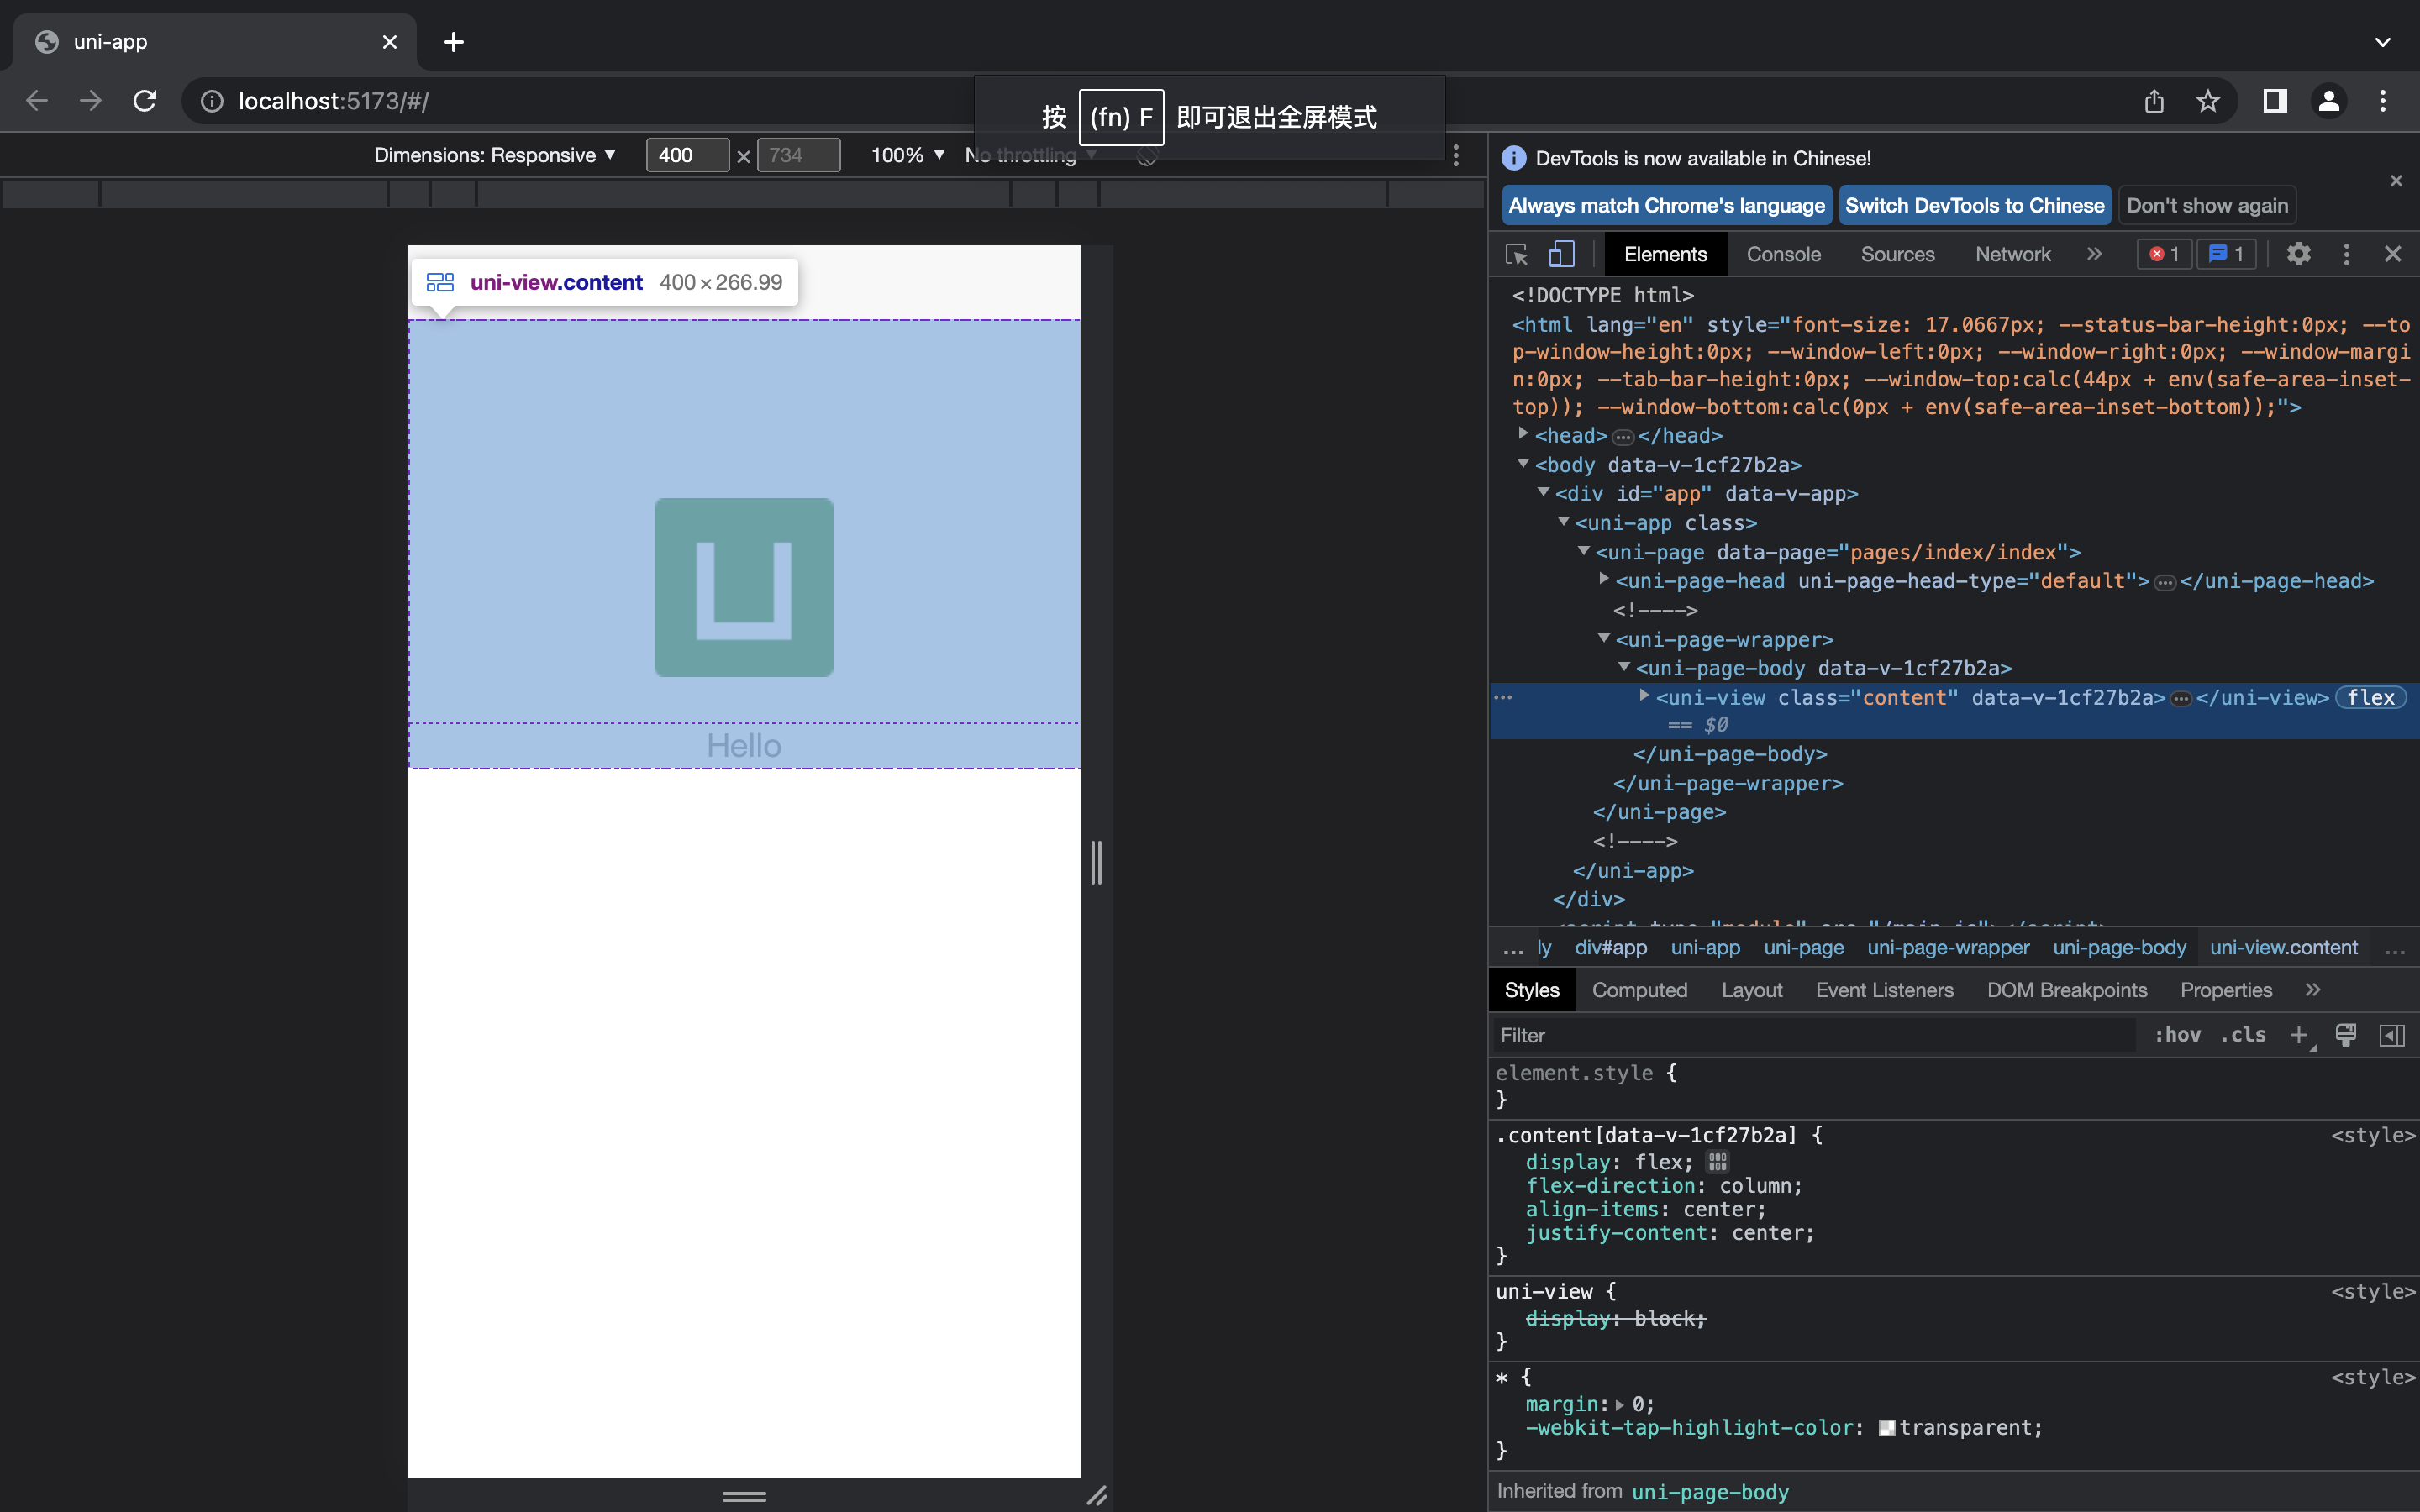 uni-app
localhost:5173/#/
按 (fn) F 即可退出全屏模式
Dimensions: Responsive 400 × 734 100% No throttling
DevTools is now available in Chinese!
Always match Chrome's language Switch DevTools to Chinese Don't show again
Elements Console Sources Network 1 1
uni-view.content 400 × 266.99
Hello
<!DOCTYPE html>
<html lang="en" style="font-size: 17.0667px; --status-bar-height:0px; --to
p-window-height:0px; --window-left:0px; --window-right:0px; --window-margi
n:0px; --tab-bar-height:0px; --window-top:calc(44px + env(safe-area-inset-
top)); --window-bottom:calc(0px + env(safe-area-inset-bottom));">
<head>…</head>
<body data-v-1cf27b2a>
<div id="app" data-v-app>
<uni-app class>
<uni-page data-page="pages/index/index">
<uni-page-head uni-page-head-type="default">…</uni-page-head>
<!---->
<uni-page-wrapper>
<uni-page-body data-v-1cf27b2a>
… <uni-view class="content" data-v-1cf27b2a>…</uni-view> flex
== $0
</uni-page-body>
</uni-page-wrapper>
</uni-page>
<!---->
</uni-app>
</div>
<script type="module" src="/main.js"></script>
… ly div#app uni-app uni-page uni-page-wrapper uni-page-body uni-view.content …
Styles Computed Layout Event Listeners DOM Breakpoints Properties
Filter :hov .cls +
element.style {
}
.content[data-v-1cf27b2a] { <style>
display: flex;
flex-direction: column;
align-items: center;
justify-content: center;
}
uni-view { <style>
display: block;
}
* { <style>
margin: 0;
-webkit-tap-highlight-color: transparent;
}
Inherited from uni-page-body